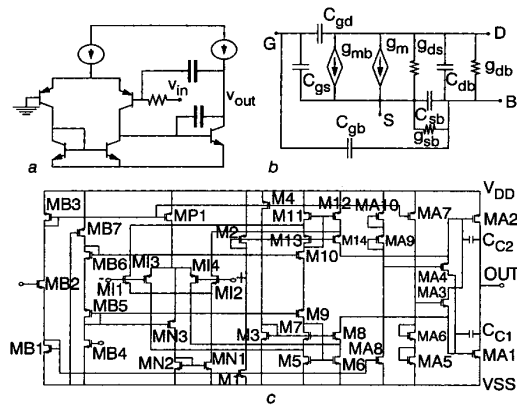 v_in
v_out
a
G
C_gd
D
g_mb
g_m
g_ds
C_gs
C_db
g_db
B
C_sb
S
g_sb
C_gb
b
V_DD
MB3
MP1
M4
M11
M12
MA10
MA7
MA2
MB7
M2
M13
M14
MA9
C_C2
MB6
MI3
MI4
M10
MA4
OUT
MB2
-
MI1
+
MI2
MA3
MB5
MN3
M9
M7
C_C1
MB1
MB4
M3
M8
MA6
MN2
MN1
M5
M6
MA8
MA5
MA1
M1
VSS
c